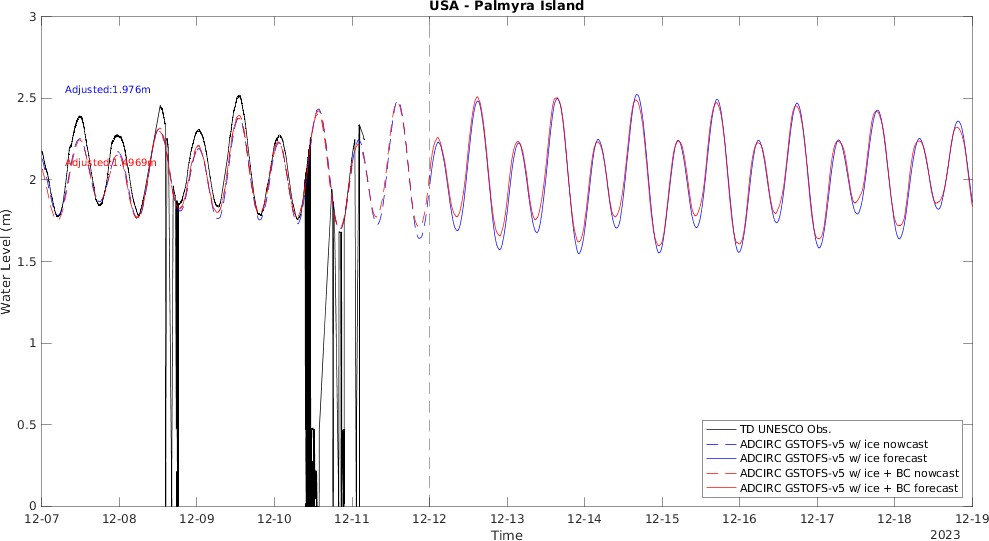 USA - Palmyra Island
3
2.5
2
1.5
1
0.5
0
Water Level (m)
Adjusted:1.976m
12-07
12-08
12-09
12-10
12-11
12-12
12-13
12-14
12-15
12-16
12-17
12-18
12-19
Time
2023
TD UNESCO Obs.
ADCIRC GSTOFS-v5 w/ ice nowcast
ADCIRC GSTOFS-v5 w/ ice forecast
ADCIRC GSTOFS-v5 w/ ice + BC nowcast
ADCIRC GSTOFS-v5 w/ ice + BC forecast